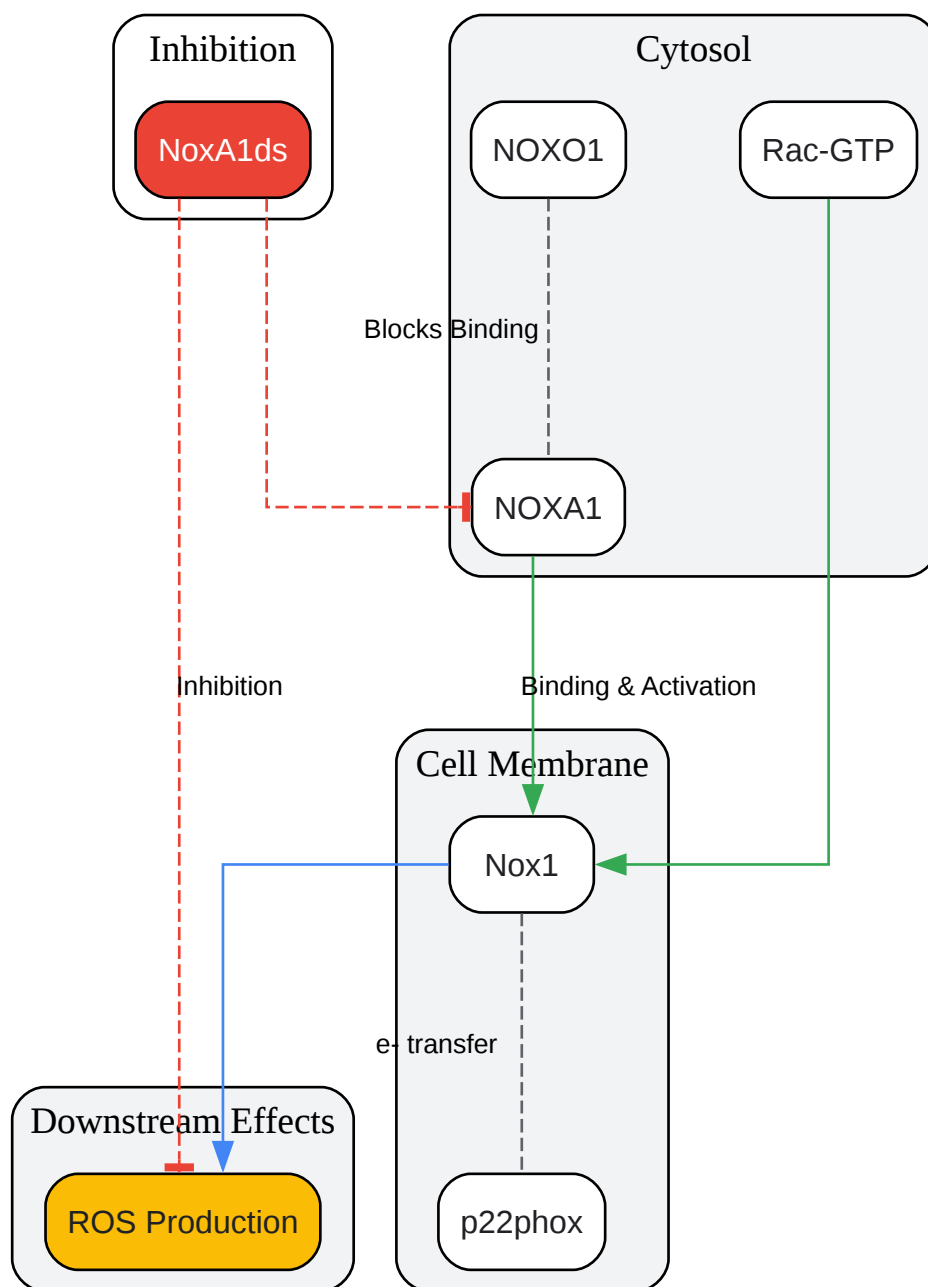 Inhibition
Cytosol
NoxA1ds
NOXO1
Rac-GTP
Blocks Binding
NOXA1
Inhibition
Binding & Activation
Cell Membrane
Nox1
e- transfer
Downstream Effects
ROS Production
p22phox